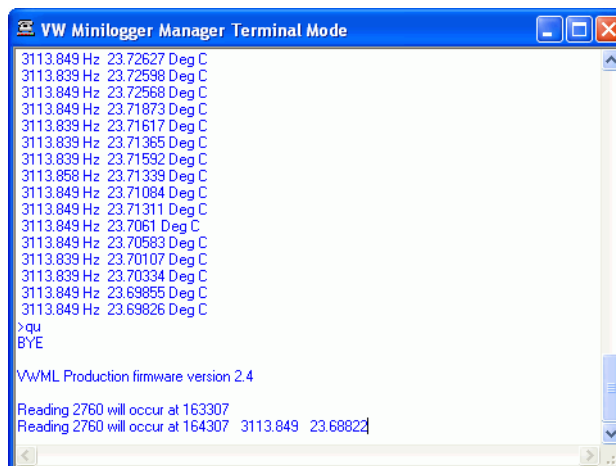 VW Minilogger Manager Terminal Mode
3113.849 Hz 23.72627 Deg C
3113.839 Hz 23.72598 Deg C
3113.839 Hz 23.72568 Deg C
3113.849 Hz 23.71873 Deg C
3113.839 Hz 23.71617 Deg C
3113.839 Hz 23.71365 Deg C
3113.839 Hz 23.71592 Deg C
3113.858 Hz 23.71339 Deg C
3113.849 Hz 23.71084 Deg C
3113.849 Hz 23.71311 Deg C
3113.849 Hz 23.7061 Deg C
3113.849 Hz 23.70583 Deg C
3113.839 Hz 23.70107 Deg C
3113.839 Hz 23.70334 Deg C
3113.849 Hz 23.69855 Deg C
3113.849 Hz 23.69826 Deg C
>qu
BYE
VWML Production firmware version 2.4
Reading 2760 will occur at 163307
Reading 2760 will occur at 164307 3113.849 23.68822